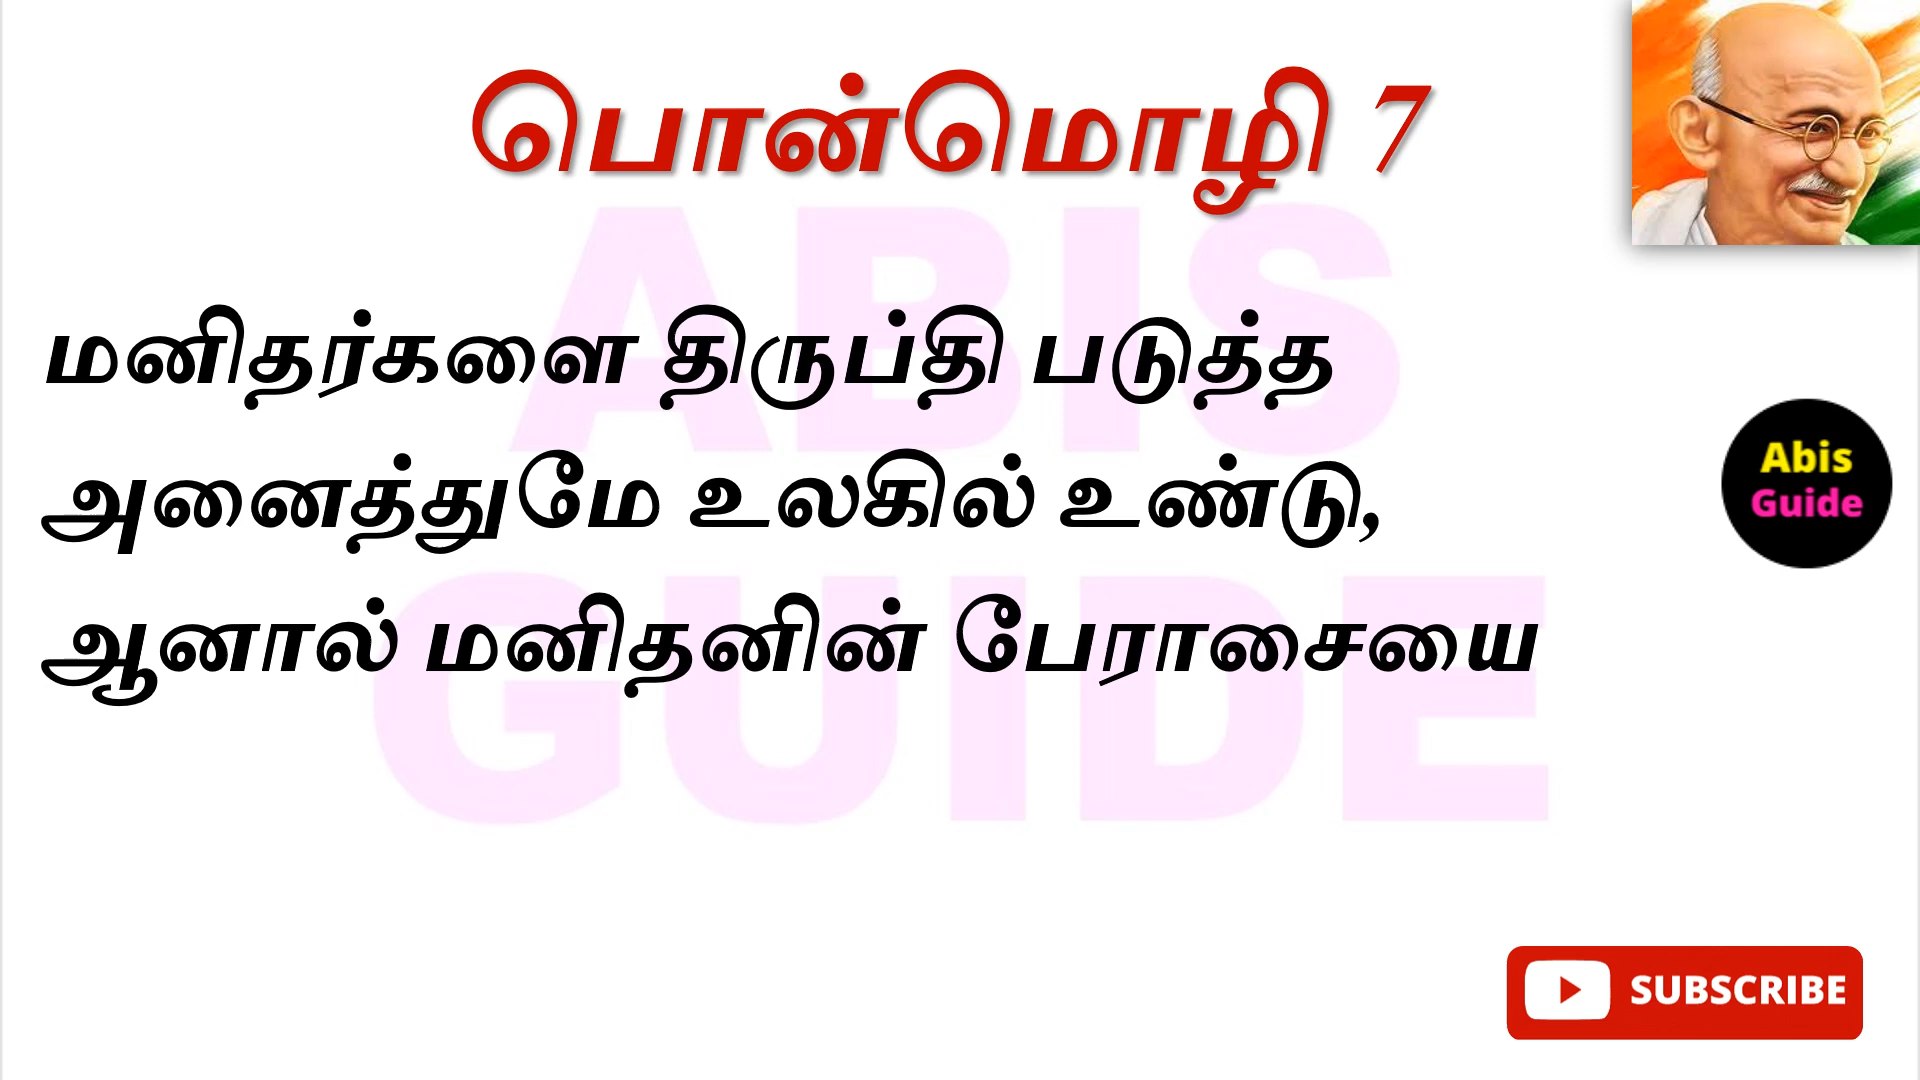 பொன்மொழி 7
ABIS
மனிதர்களை திருப்தி படுத்த
அனைத்துமே உலகில் உண்டு,
Abis
Guide
GUIDE
ஆனால் மனிதனின் பேராசையை
SUBSCRIBE